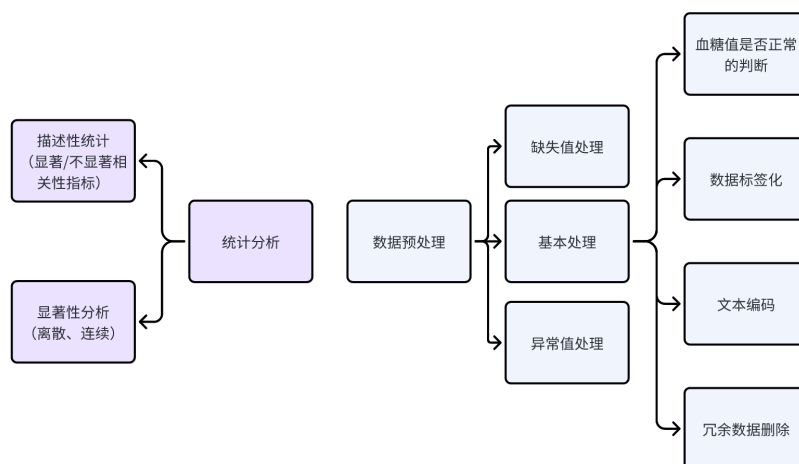 描述性统计
（显著/不显著相
关性指标）
显著性分析
（离散、连续）
统计分析
数据预处理
缺失值处理
基本处理
异常值处理
血糖值是否正常
的判断
数据标签化
文本编码
冗余数据删除